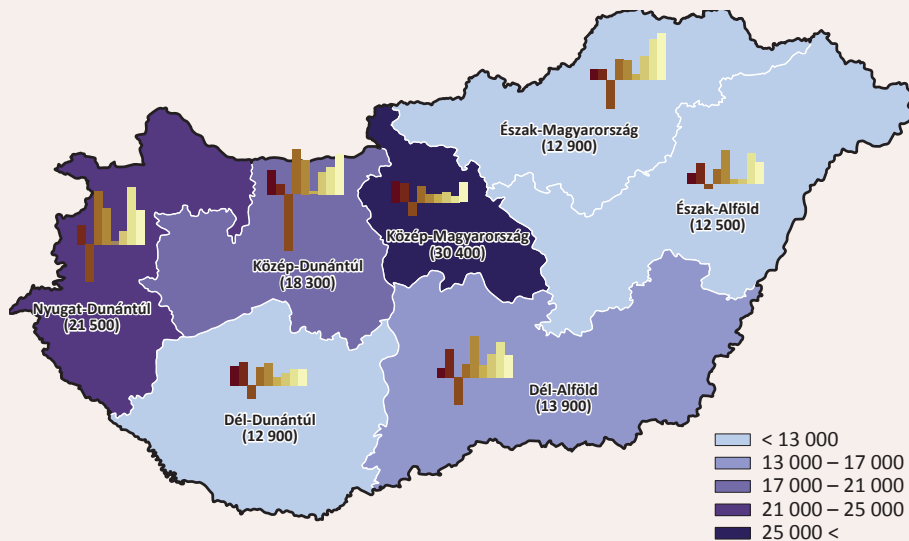 Észak-Magyarország
(12 900)
Észak-Alföld
(12 500)
Közép-Magyarország
(30 400)
Közép-Dunántúl
(18 300)
Nyugat-Dunántúl
(21 500)
Dél-Alföld
(13 900)
Dél-Dunántúl
(12 900)
< 13 000
13 000 – 17 000
17 000 – 21 000
21 000 – 25 000
25 000 <